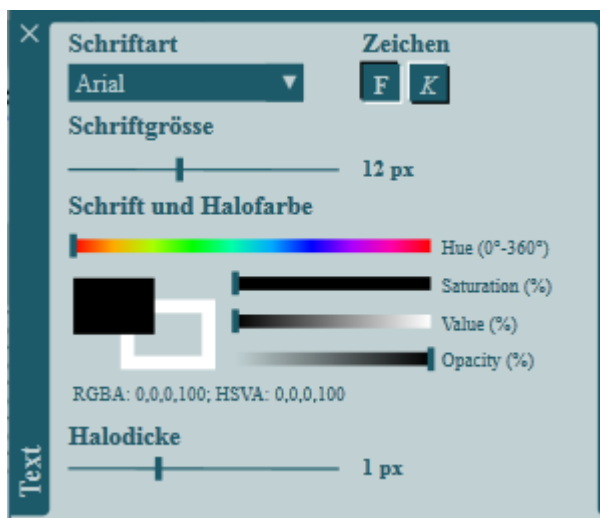 Schriftart Zeichen
Arial F K
Schriftgrösse
12 px
Schrift und Halofarbe
Hue (0°-360°)
Saturation (%)
Value (%)
Opacity (%)
RGBA: 0,0,0,100; HSVA: 0,0,0,100
Halodicke
1 px
Text